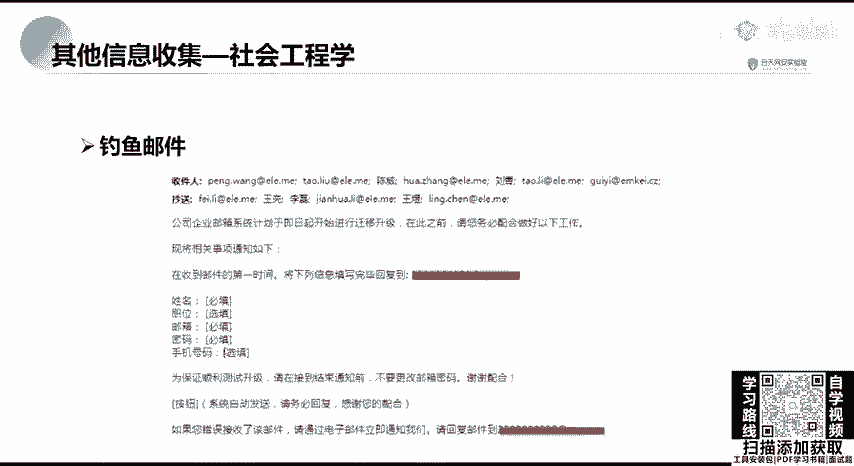 其他信息收集—社会工程学
合天网安实验室
➢ 钓鱼邮件
收件人: peng.wang@ele.me; tao.liu@ele.me; 陈威; hua.zhang@ele.me; 刘青; tao.li@ele.me; guiyi@emkei.cz;
抄送: fei.li@ele.me; 王亮; 李磊; jianhua.li@ele.me; 王琨; ling.chen@ele.me;
公司企业邮箱系统计划于即日起开始进行迁移升级，在此之前，请您务必配合做好以下工作。
现将相关事项通知如下：
在收到邮件的第一时间。将下列信息填写完毕回复到:
姓名； [必填]
职位； [选填]
邮箱； [必填]
密码； [必填]
手机号码：[选填]
为保证顺利测试升级，请在接到结束通知前，不要更改邮箱密码。谢谢配合！
[按钮]（系统自动发送，请务必回复，感谢您的配合）
如果您错误接收了该邮件，请通过电子邮件立即通知我们。请回复邮件到
学习路线
自学视频
扫描添加获取
工具安装包|PDF学习书籍|面试题